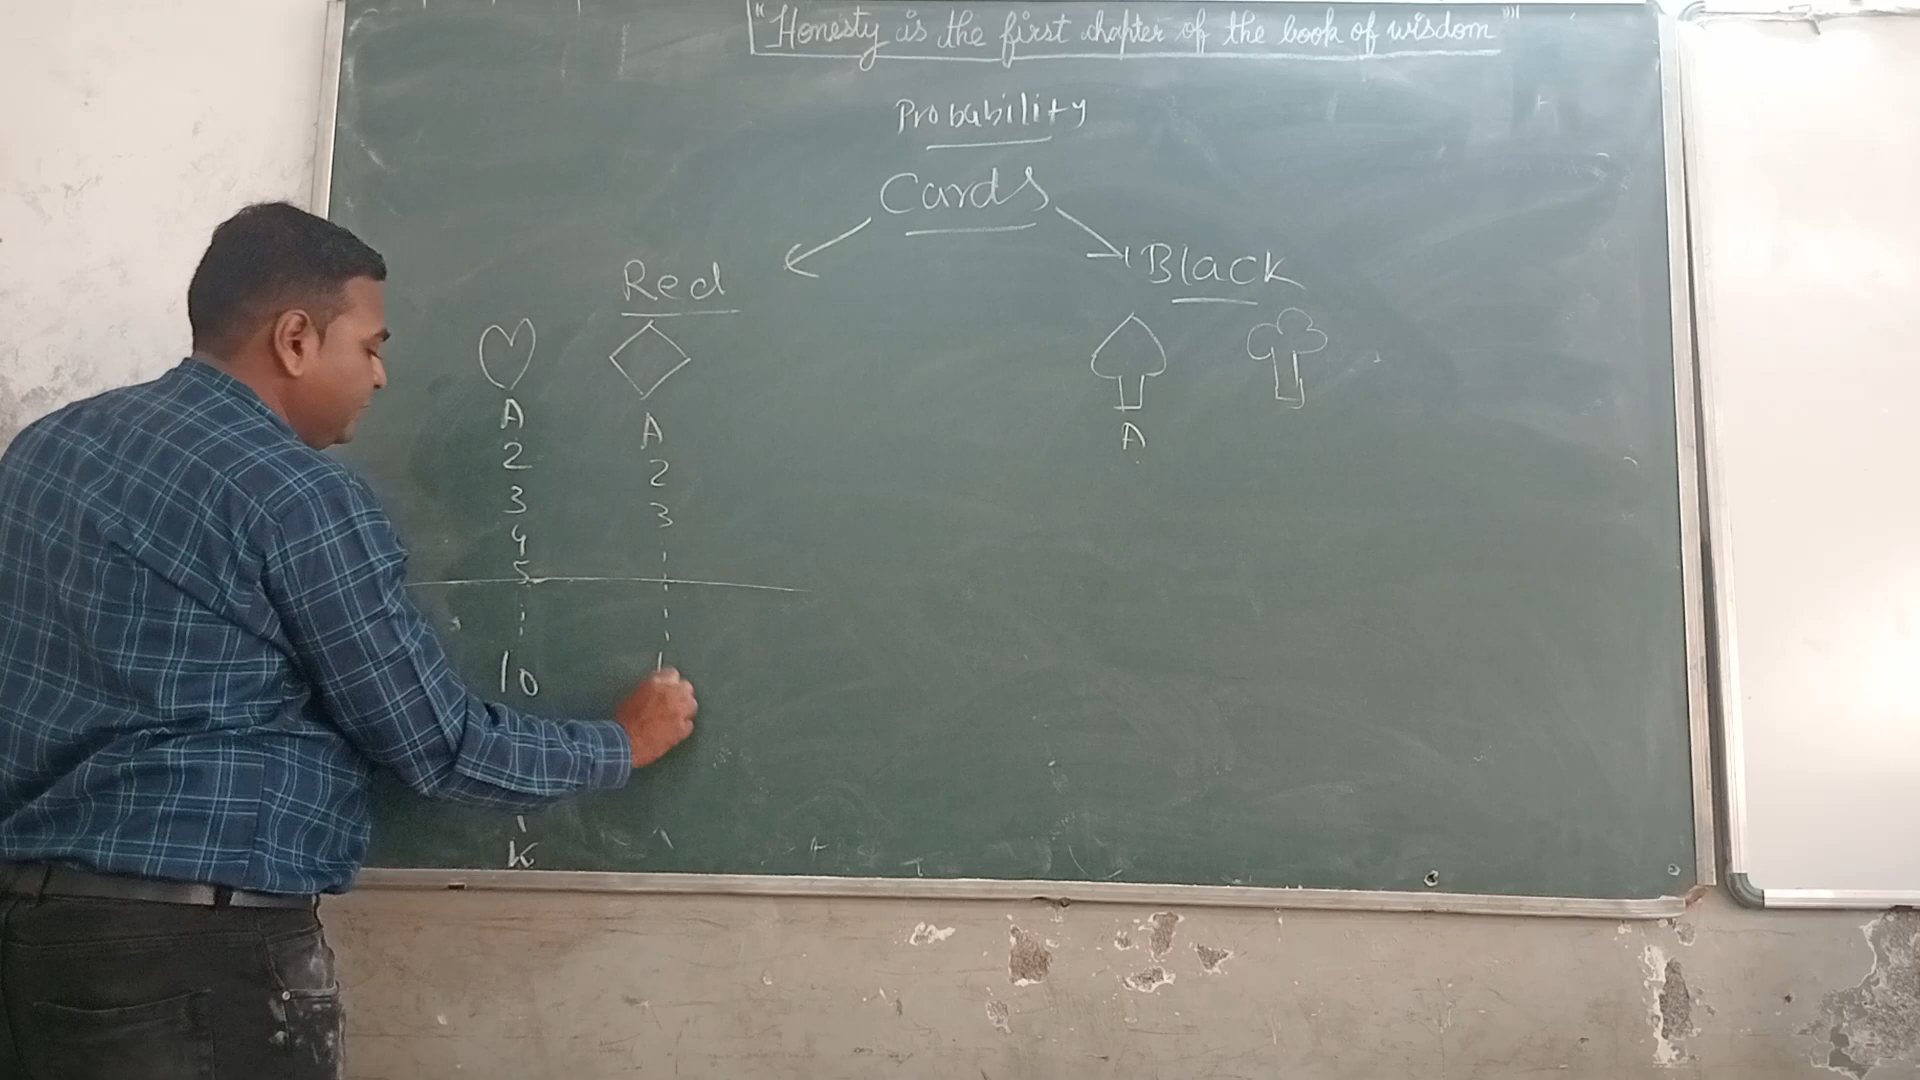 "Honesty is the first chapter of the book of wisdom"
Probability
Cards
Red
Black
A
2
3
4
5
10
K
A
2
3
A